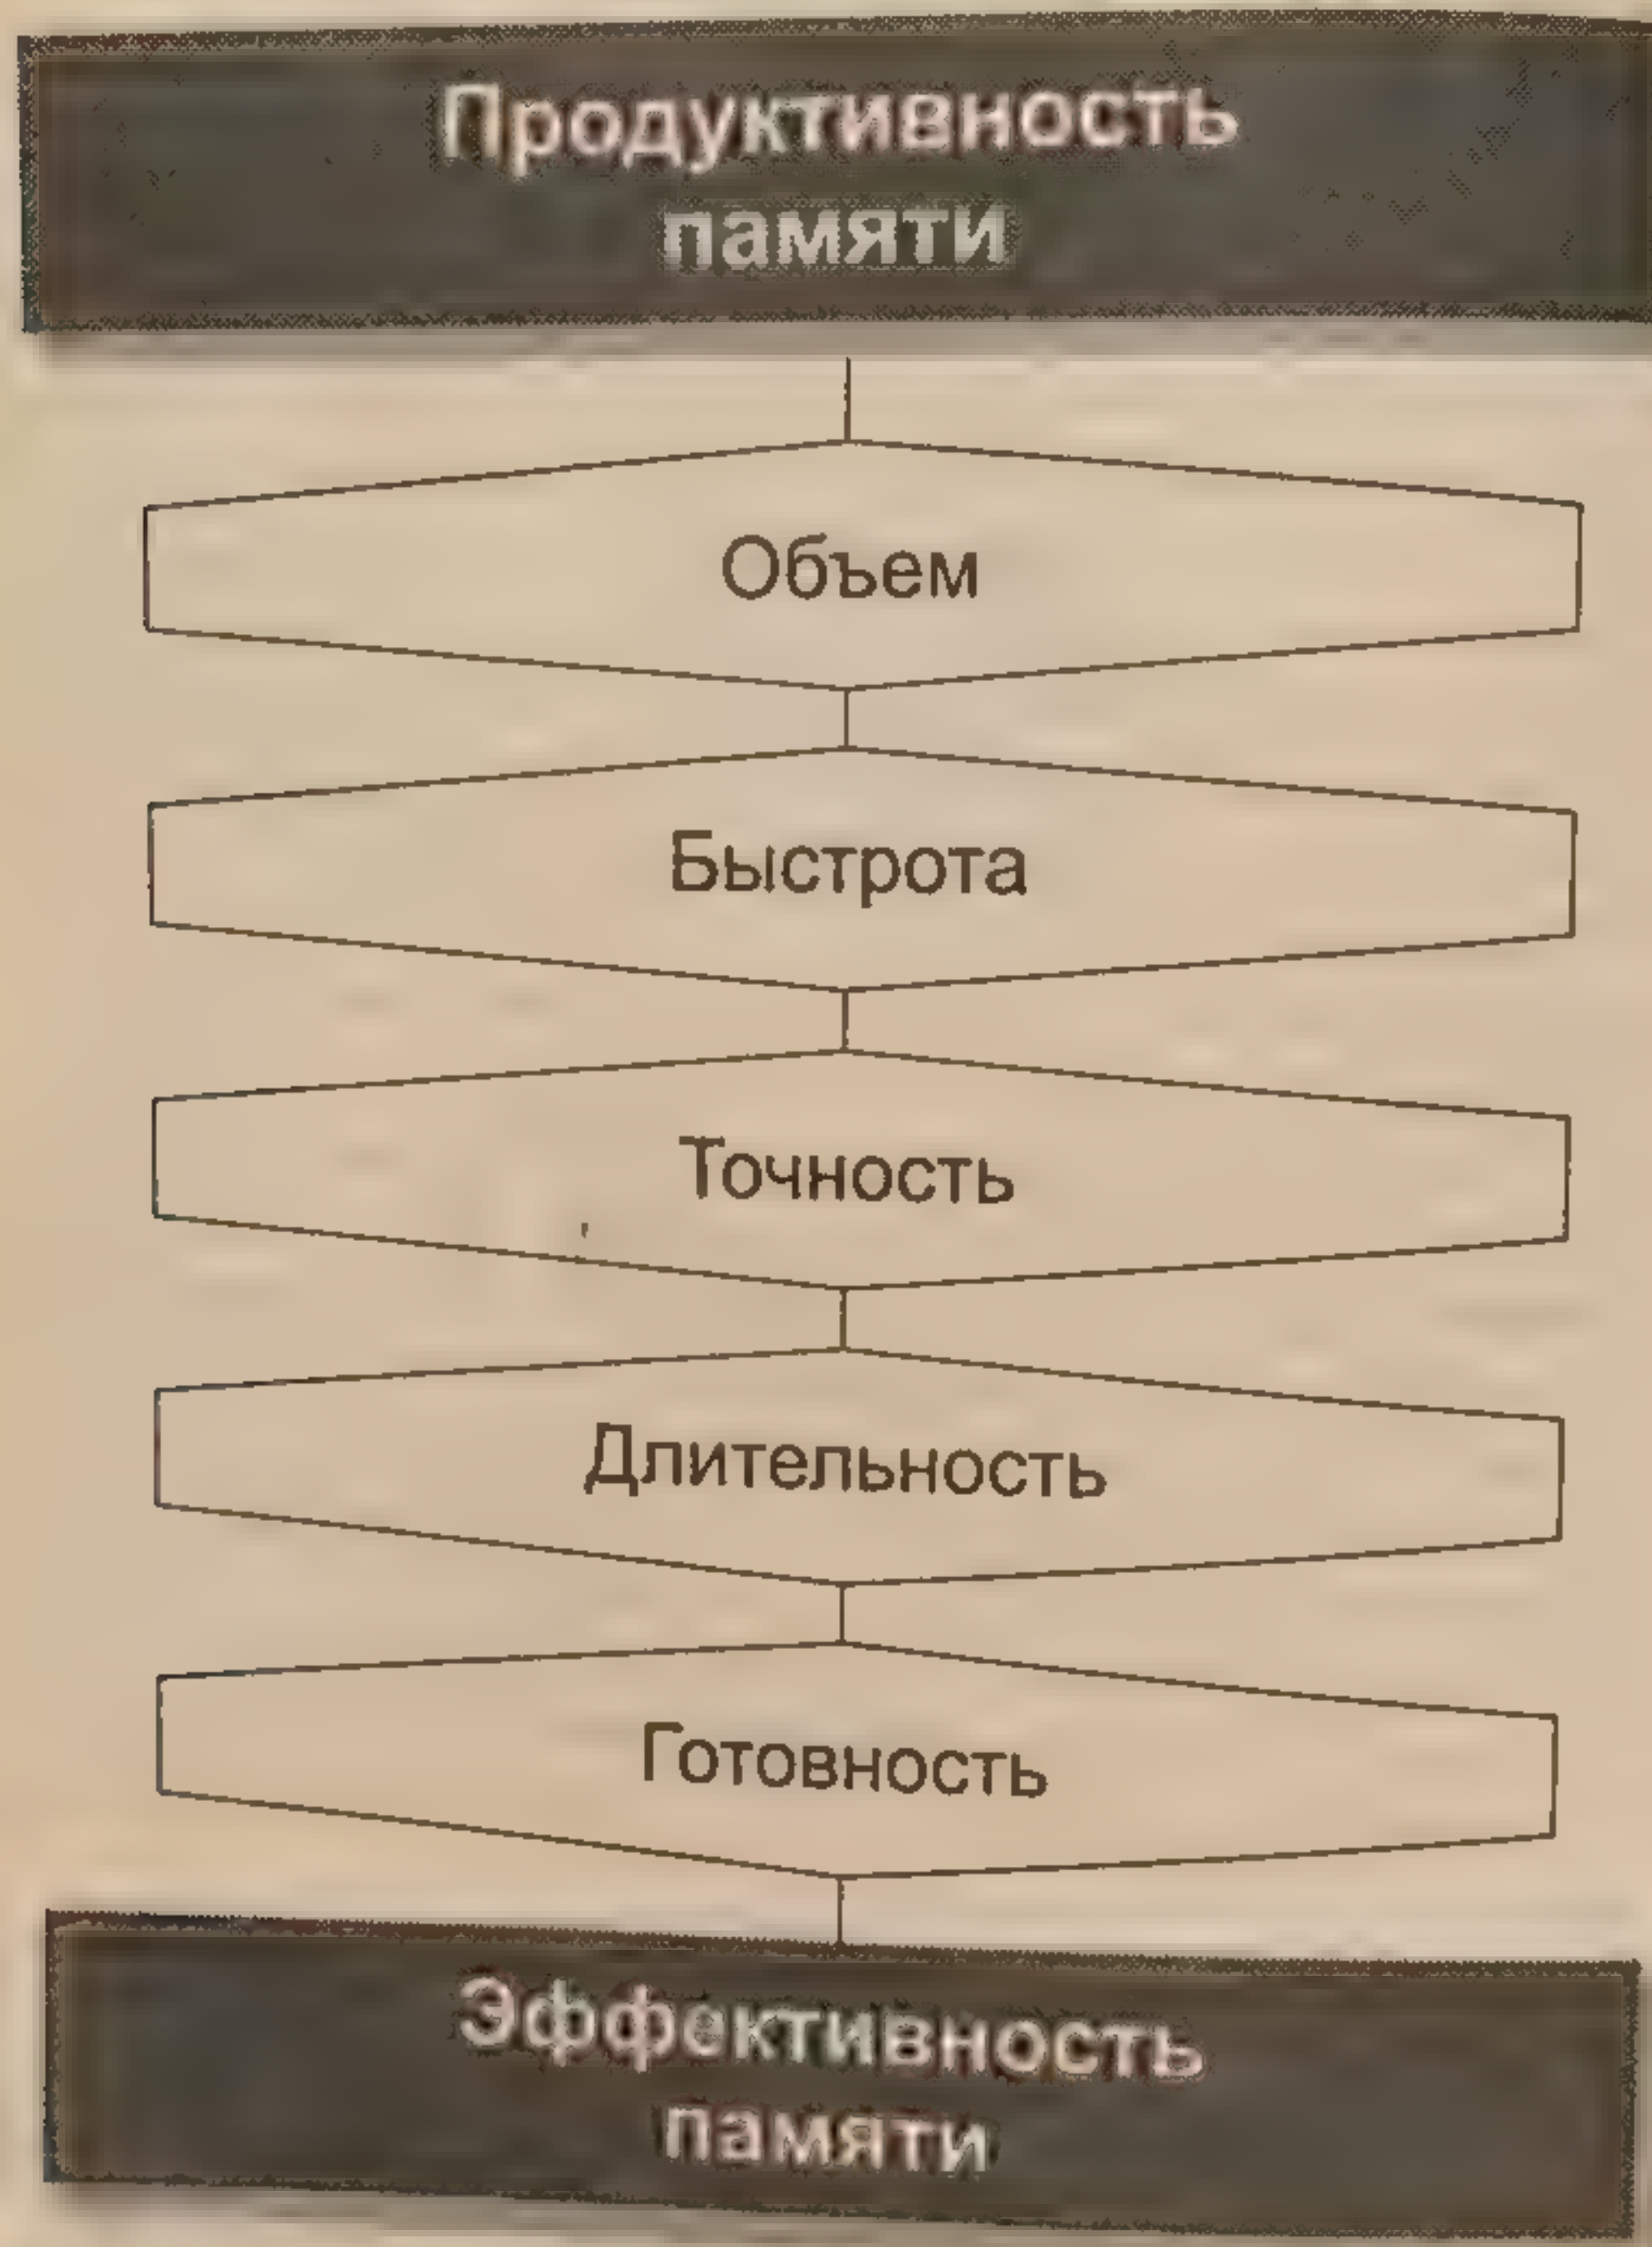 Продуктивность
памяти
Объем
Быстрота
Точность
Длительность
Готовность
Эффективность
памяти